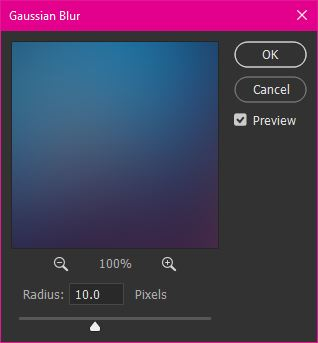 Gaussian Blur
OK
Cancel
Preview
100%
Radius: 10.0 Pixels